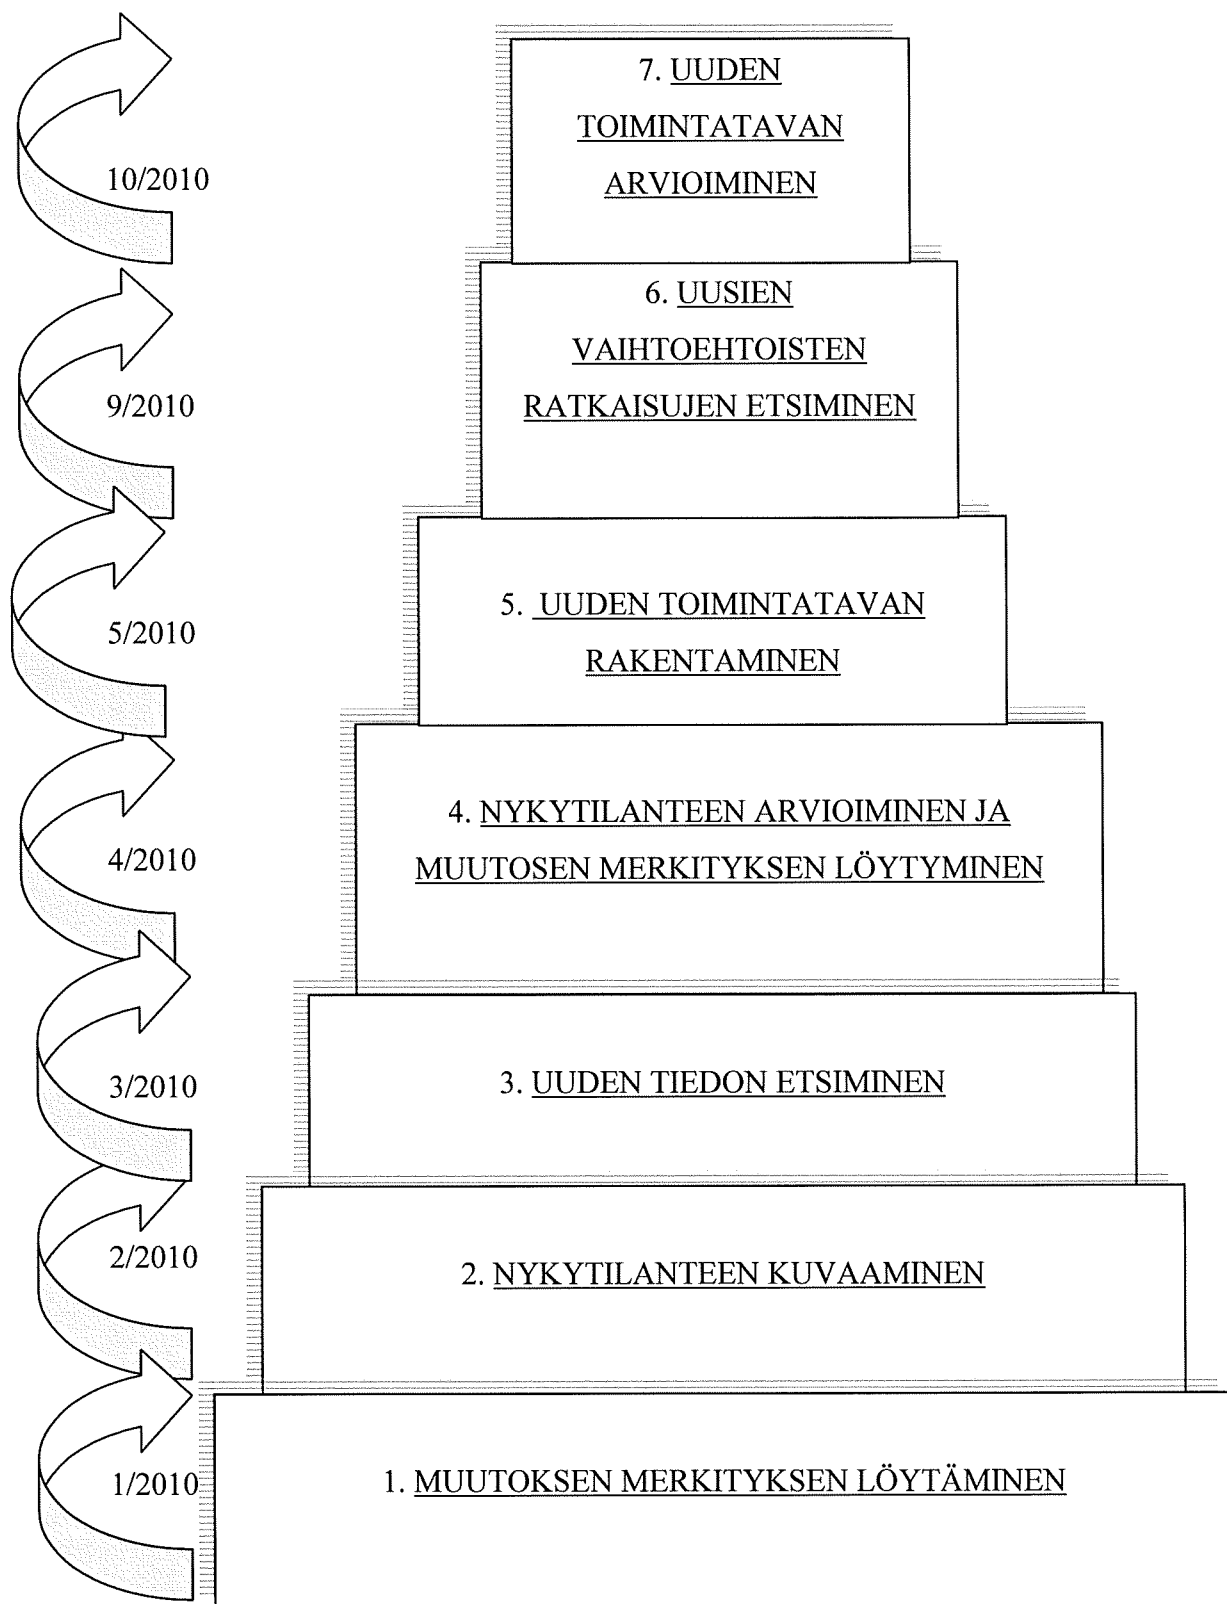 7. UUDEN
TOIMINTATAVAN
ARVIOIMINEN
10/2010
6. UUSIEN
VAIHTOEHTOISTEN
RATKAISUJEN ETSIMINEN
9/2010
5. UUDEN TOIMINTATAVAN
RAKENTAMINEN
5/2010
4. NYKYTILANTEEN ARVIOIMINEN JA
MUUTOSEN MERKITYKSEN LÖYTYMINEN
4/2010
3. UUDEN TIEDON ETSIMINEN
3/2010
2. NYKYTILANTEEN KUVAAMINEN
2/2010
1. MUUTOKSEN MERKITYKSEN LÖYTÄMINEN
1/2010